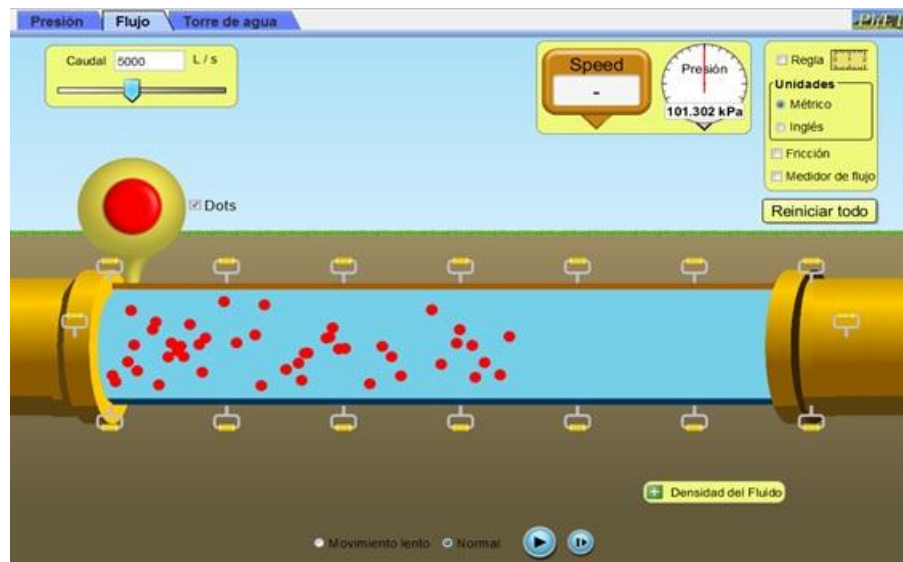 Presión Flujo Torre de agua
PhET
Caudal 5000 L / s
Speed
-
Presión
101.302 kPa
Regla
Unidades
Métrico
Inglés
Fricción
Medidor de flujo
Reiniciar todo
Dots
Densidad del Fluido
Movimiento lento Normal